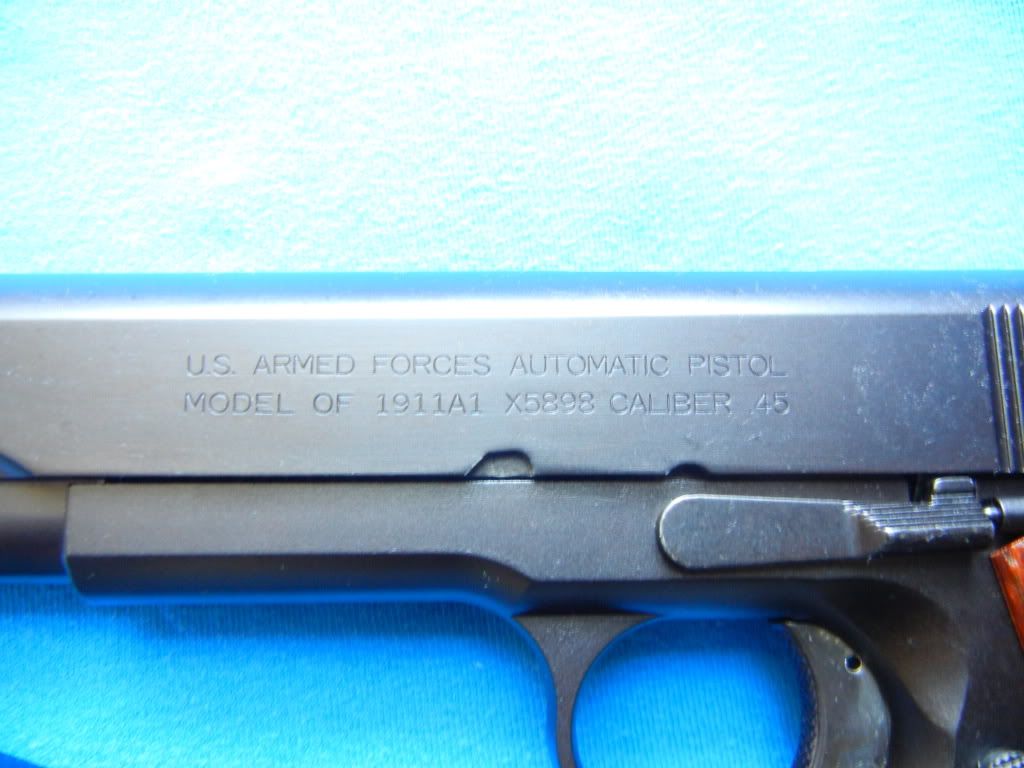 U.S. ARMED FORCES AUTOMATIC PISTOL
MODEL OF 1911A1 X5898 CALIBER .45